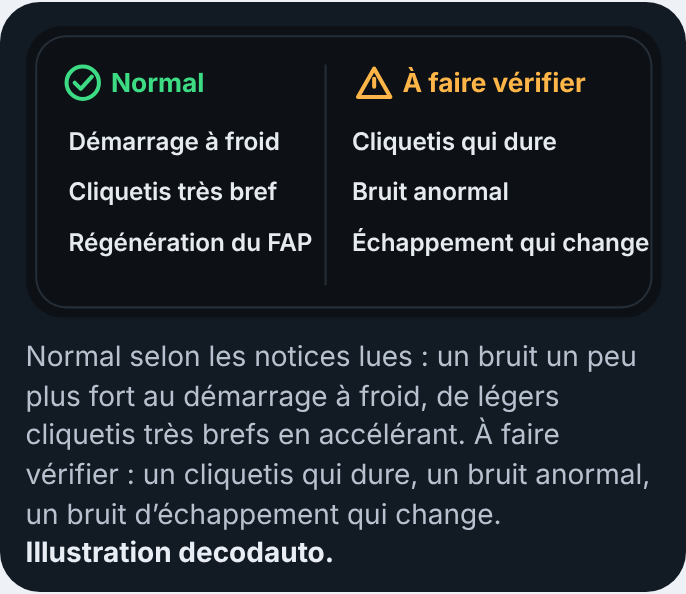 Normal
Démarrage à froid
Cliquetis très bref
Régénération du FAP
À faire vérifier
Cliquetis qui dure
Bruit anormal
Échappement qui change
Normal selon les notices lues : un bruit un peu
plus fort au démarrage à froid, de légers
cliquetis très brefs en accélérant. À faire
vérifier : un cliquetis qui dure, un bruit anormal,
un bruit d’échappement qui change.
Illustration decodauto.